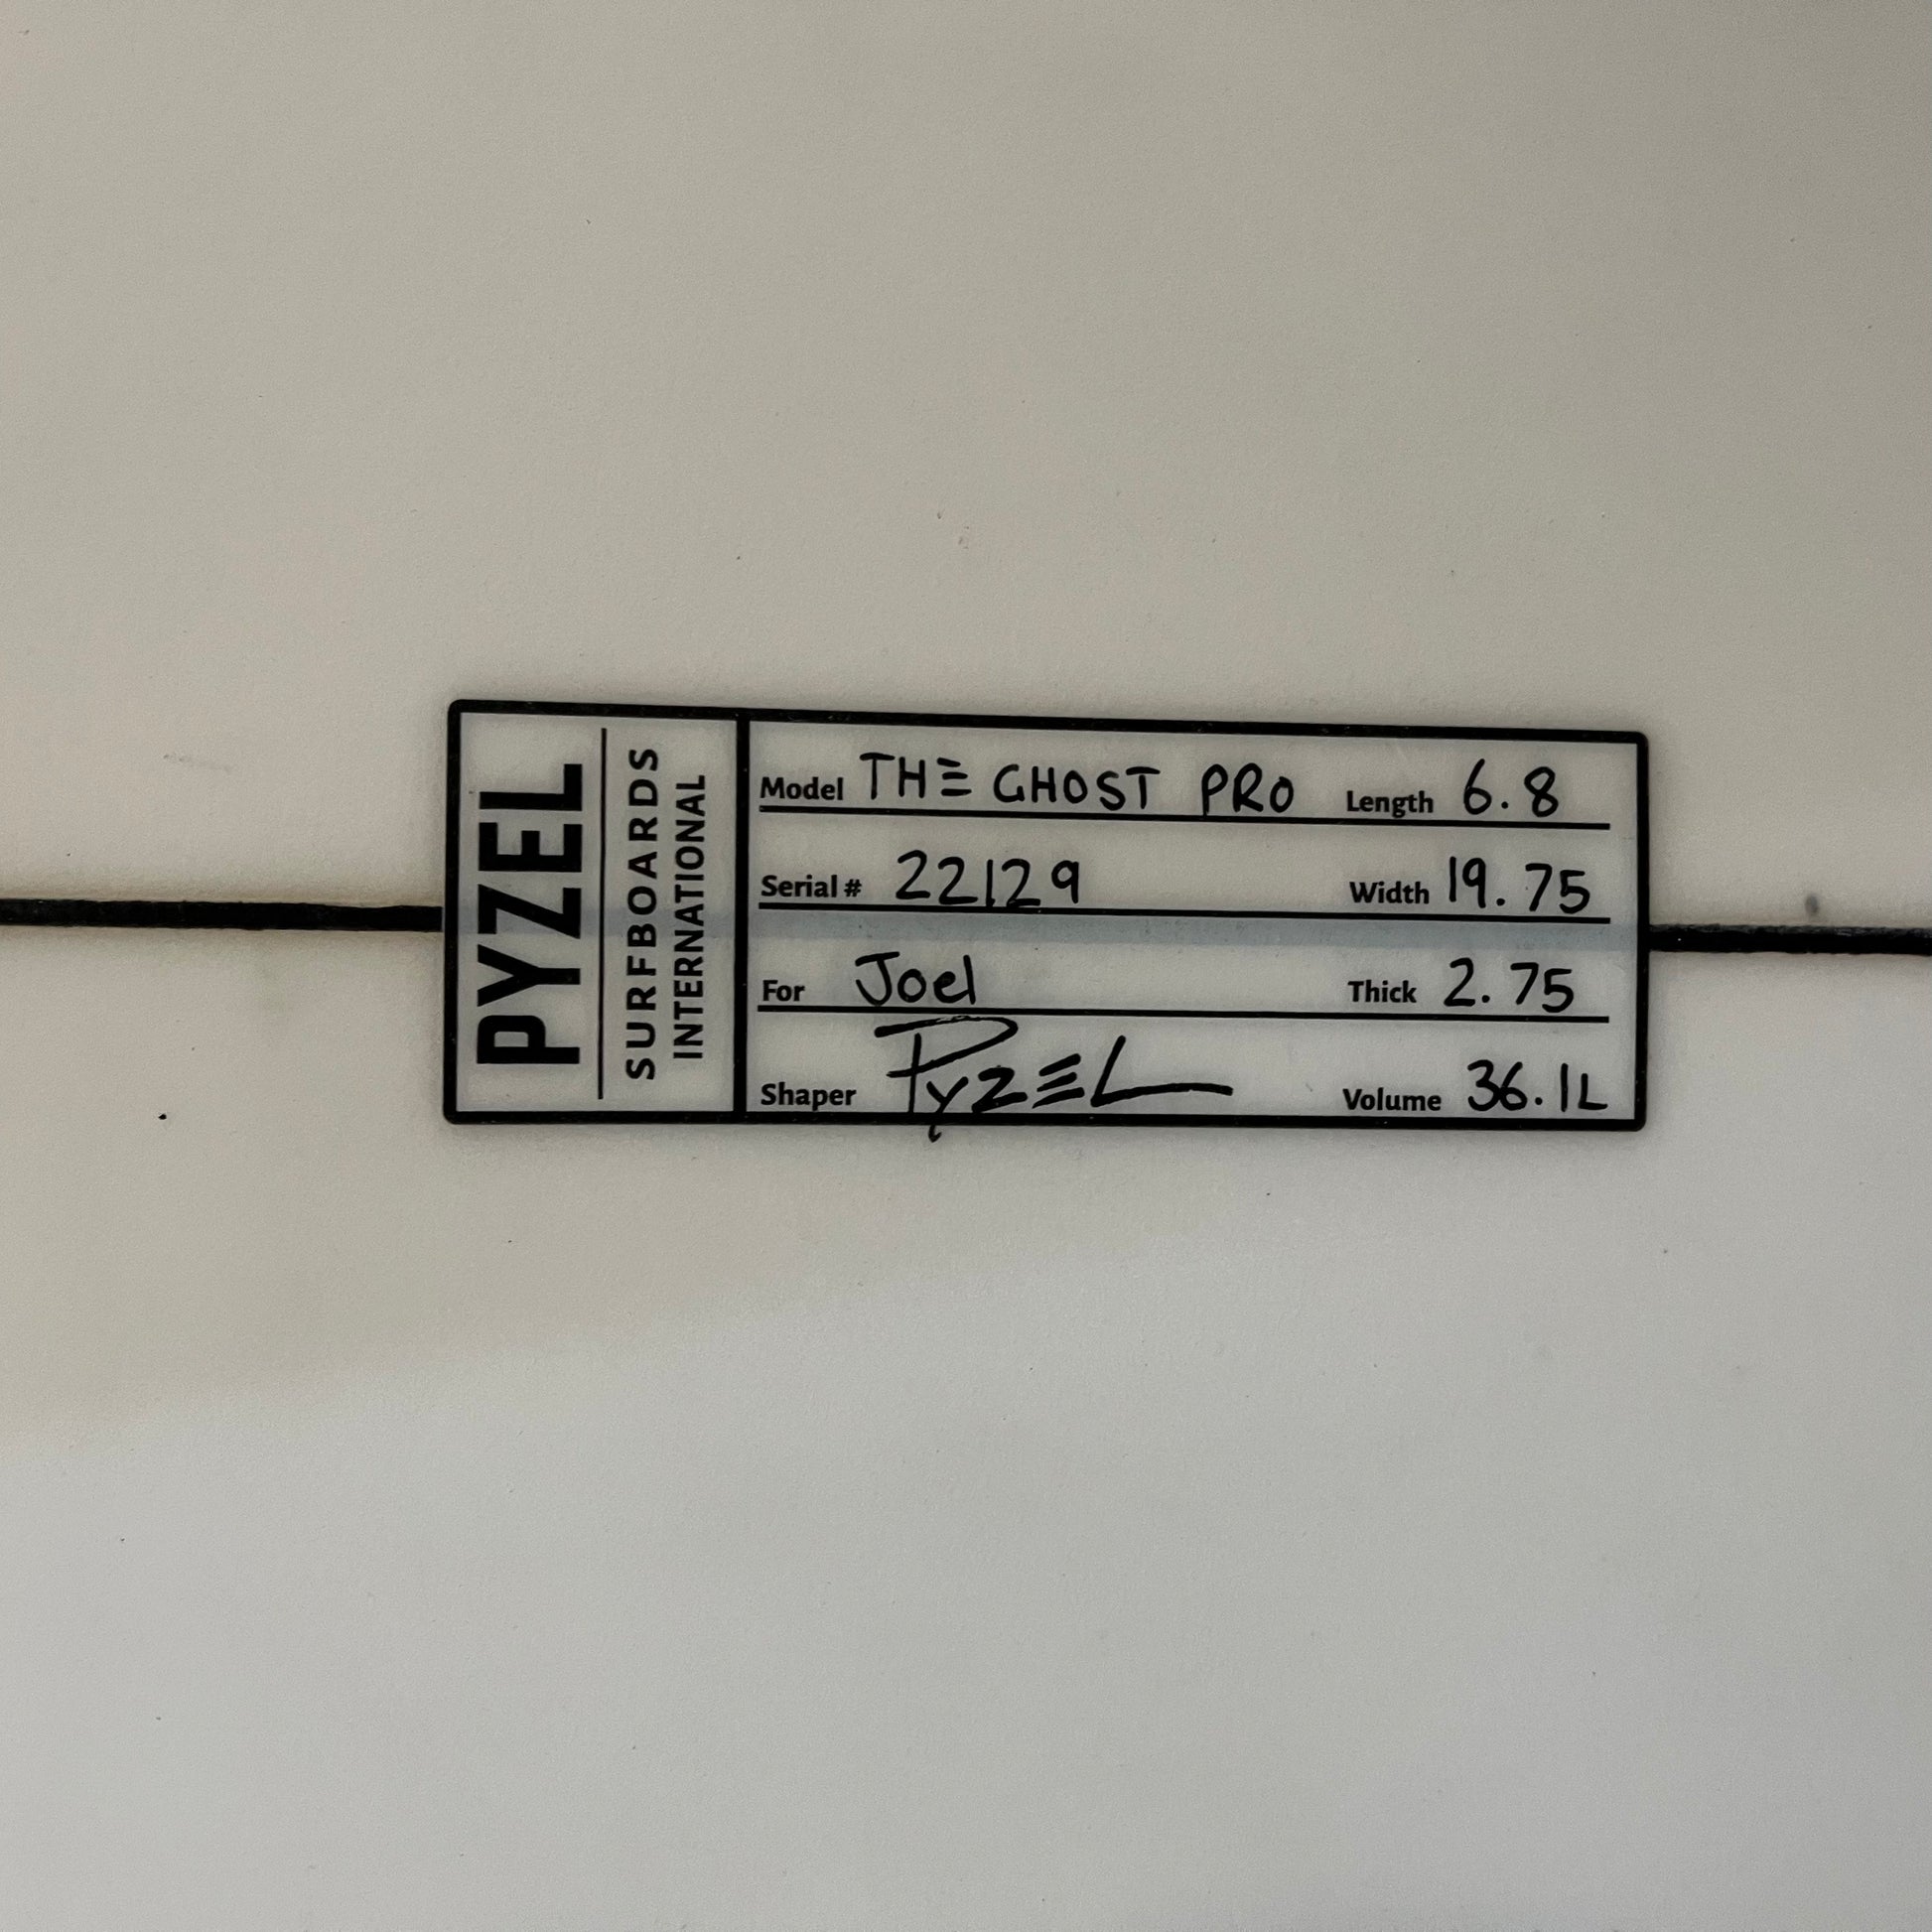 PYZEL
SURFBOARDS
INTERNATIONAL
Model THE GHOST PRO Length 6.8
Serial # 22129 Width 19.75
For Joel Thick 2.75
Shaper PYZEL Volume 36.1L